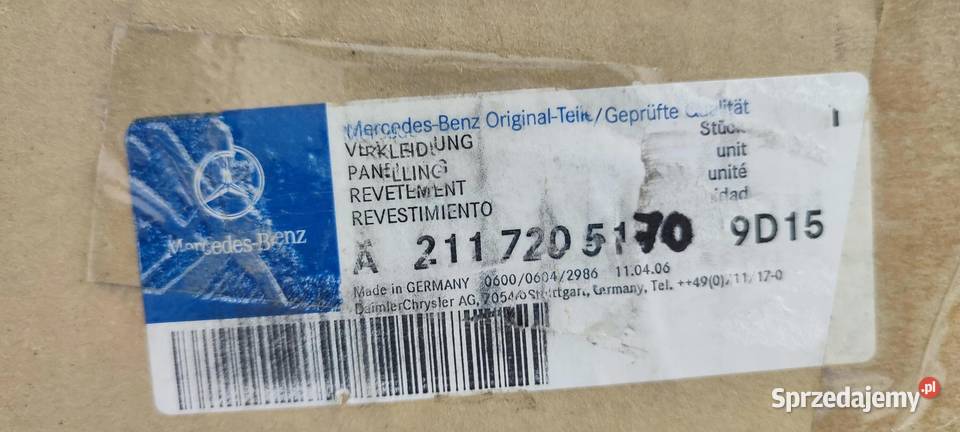 Mercedes-Benz
Mercedes-Benz Original-Teile/Geprüfte Qualität
VERKLEIDUNG
PANELLING
REVETEMENT
REVESTIMIENTO
Stück
unit
unité
I
A 211 720 5170 9D15
Made in GERMANY 0600/0604/2986 11.04.06
DaimlerChrysler AG, 70546 Stuttgart, Germany, Tel. ++49(0)711/17-0
Sprzedajemy.pl